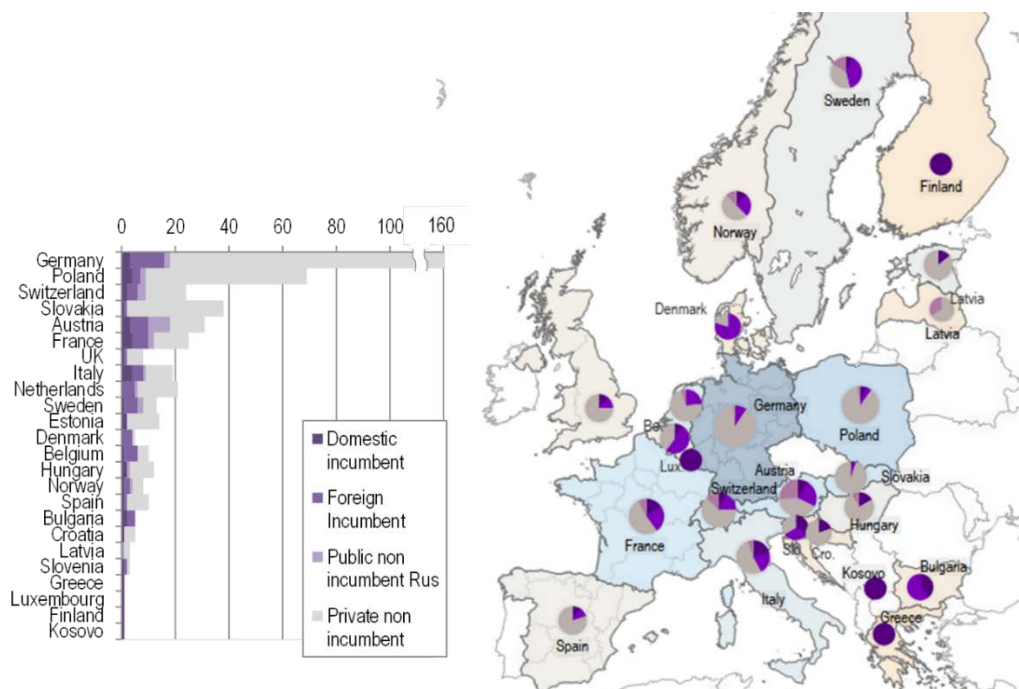 0 20 40 60 80 100 160
Germany
Poland
Switzerland
Slovakia
Austria
France
UK
Italy
Netherlands
Sweden
Estonia
Denmark
Belgium
Hungary
Norway
Spain
Bulgaria
Croatia
Latvia
Slovenia
Greece
Luxembourg
Finland
Kosovo
Domestic
incumbent
Foreign
Incumbent
Public non
incumbent Rus
Private non
incumbent
Sweden
Finland
Norway
Latvia
Latvia
Denmark
Germany
Be.
Poland
Lux
Austria
Slovakia
Switzerland
Hungary
France
Slo.
Cro.
Kosovo
Bulgaria
Italy
Greece
Spain